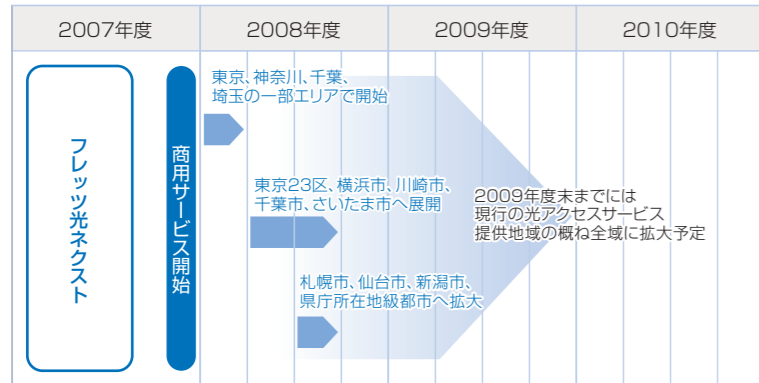 2007年度
2008年度
2009年度
2010年度
フレッツ光ネクスト
商用サービス開始
東京、神奈川、千葉、
埼玉の一部エリアで開始
東京23区、横浜市、川崎市、
千葉市、さいたま市へ展開
札幌市、仙台市、新潟市、
県庁所在地級都市へ拡大
2009年度末までには
現行の光アクセスサービス
提供地域の概ね全域に拡大予定